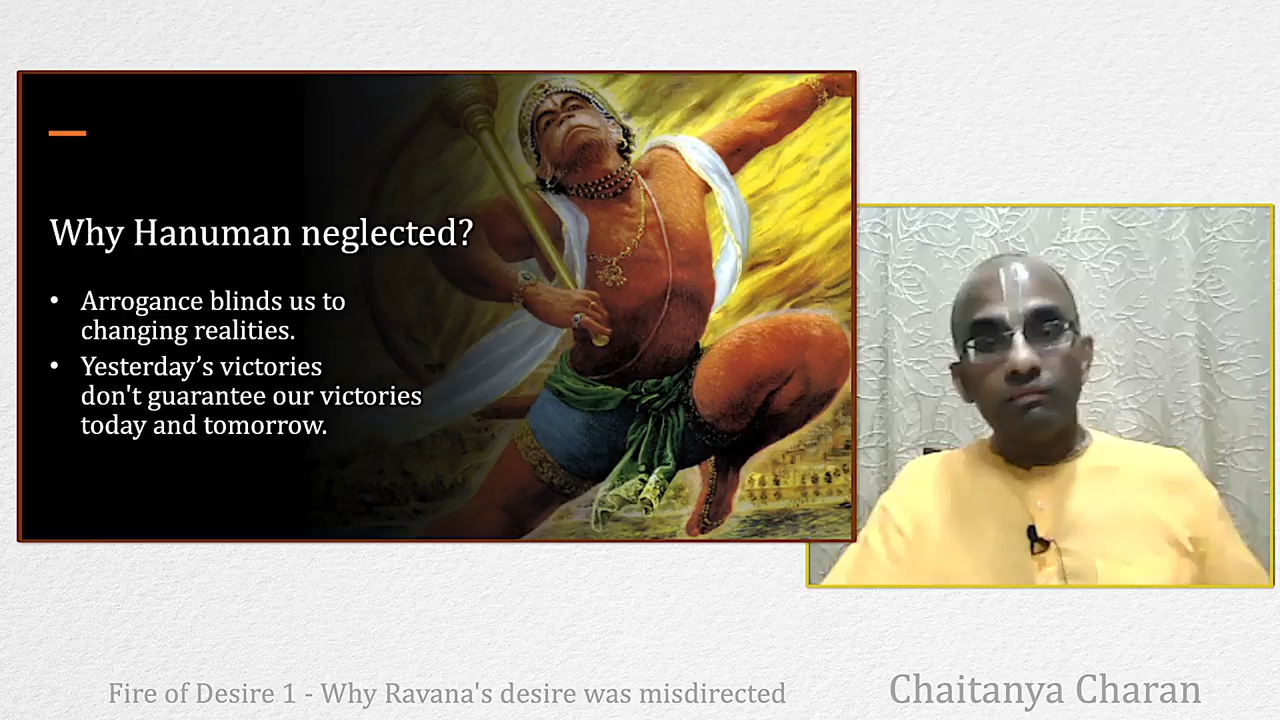 Why Hanuman neglected?
• Arrogance blinds us to
changing realities.
• Yesterday’s victories
don't guarantee our victories
today and tomorrow.
Fire of Desire 1 - Why Ravana's desire was misdirected
Chaitanya Charan